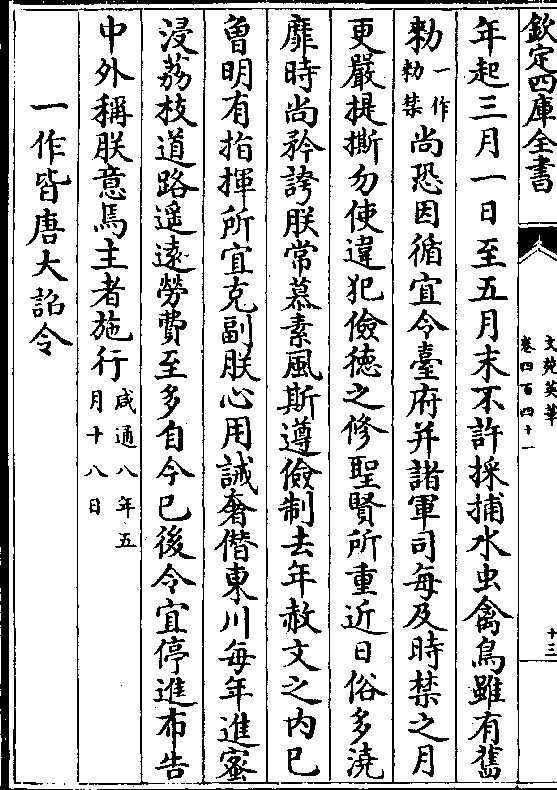 欽定四庫全書
文苑英華
卷四百四十一
十三
年起三月一日至五月末不許採捕水虫禽鳥雖有舊
勅一作勑禁尚恐因循宜令臺府并諸軍司每及時禁之月
更嚴提撕勿使違犯儉徳之修聖賢所重近日俗多澆
靡時尚矜誇朕常慕素風斯遵儉制去年赦文之内已
曽明有指揮所宜克副朕心用誡奢僭東川每年進蜜
浸荔枝道路遥逺勞費至多自今已後令宜停進布告
中外稱朕意焉主者施行咸通八年五月十八日
一作皆唐大詔令